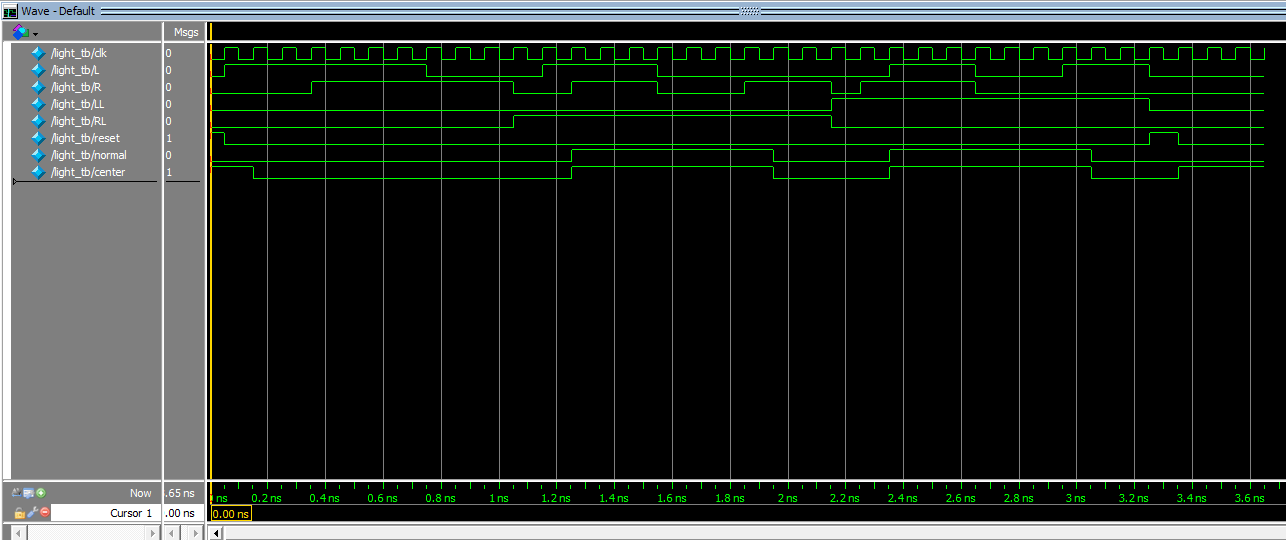 Wave - Default
Msgs
/light_tb/clk 0
/light_tb/L 0
/light_tb/R 0
/light_tb/LL 0
/light_tb/RL 0
/light_tb/reset 1
/light_tb/normal 0
/light_tb/center 1
Now .65 ns ns 0.2 ns 0.4 ns 0.6 ns 0.8 ns 1 ns 1.2 ns 1.4 ns 1.6 ns 1.8 ns 2 ns 2.2 ns 2.4 ns 2.6 ns 2.8 ns 3 ns 3.2 ns 3.4 ns 3.6 ns
Cursor 1 .00 ns 0.00 ns